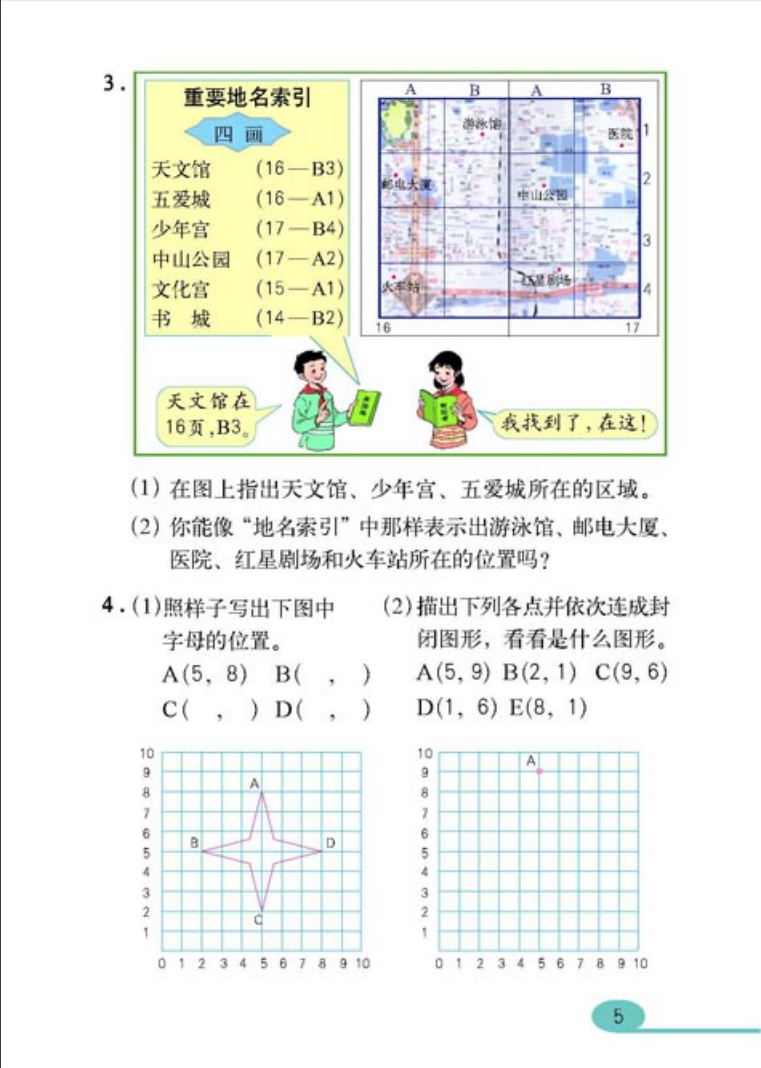 3.
重要地名索引
四 画
天文馆 (16—B3)
五爱城 (16—A1)
少年宫 (17—B4)
中山公园 (17—A2)
文化宫 (15—A1)
书 城 (14—B2)
A B A B
游泳馆
医院
1
邮电大厦
中山公园
2
3
火车站
红星剧场
4
16 17
天文馆在
16页,B3。
我找到了,在这!
(1) 在图上指出天文馆、少年宫、五爱城所在的区域。
(2) 你能像“地名索引”中那样表示出游泳馆、邮电大厦、
医院、红星剧场和火车站所在的位置吗?
4. (1)照样子写出下图中
字母的位置。
A(5, 8) B( , )
C( , ) D( , )
(2)描出下列各点并依次连成封
闭图形，看看是什么图形。
A(5, 9) B(2, 1) C(9, 6)
D(1, 6) E(8, 1)
10
9
8
7
6
5
4
3
2
1
0 1 2 3 4 5 6 7 8 9 10
A
B
D
C
10
9
8
7
6
5
4
3
2
1
0 1 2 3 4 5 6 7 8 9 10
A
5